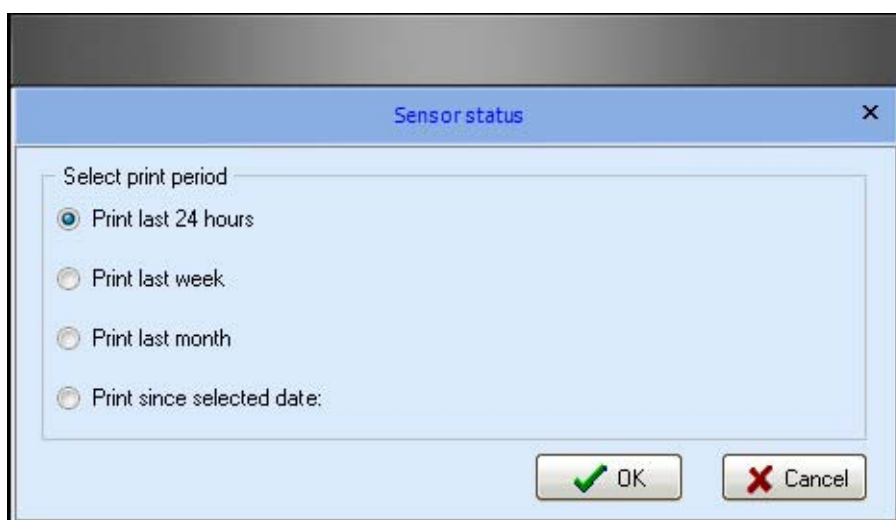 Sensor status
Select print period
Print last 24 hours
Print last week
Print last month
Print since selected date:
OK
Cancel